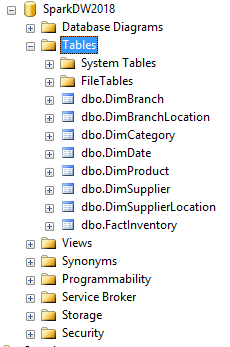 SparkDW2018
Database Diagrams
Tables
System Tables
FileTables
dbo.DimBranch
dbo.DimBranchLocation
dbo.DimCategory
dbo.DimDate
dbo.DimProduct
dbo.DimSupplier
dbo.DimSupplierLocation
dbo.FactInventory
Views
Synonyms
Programmability
Service Broker
Storage
Security